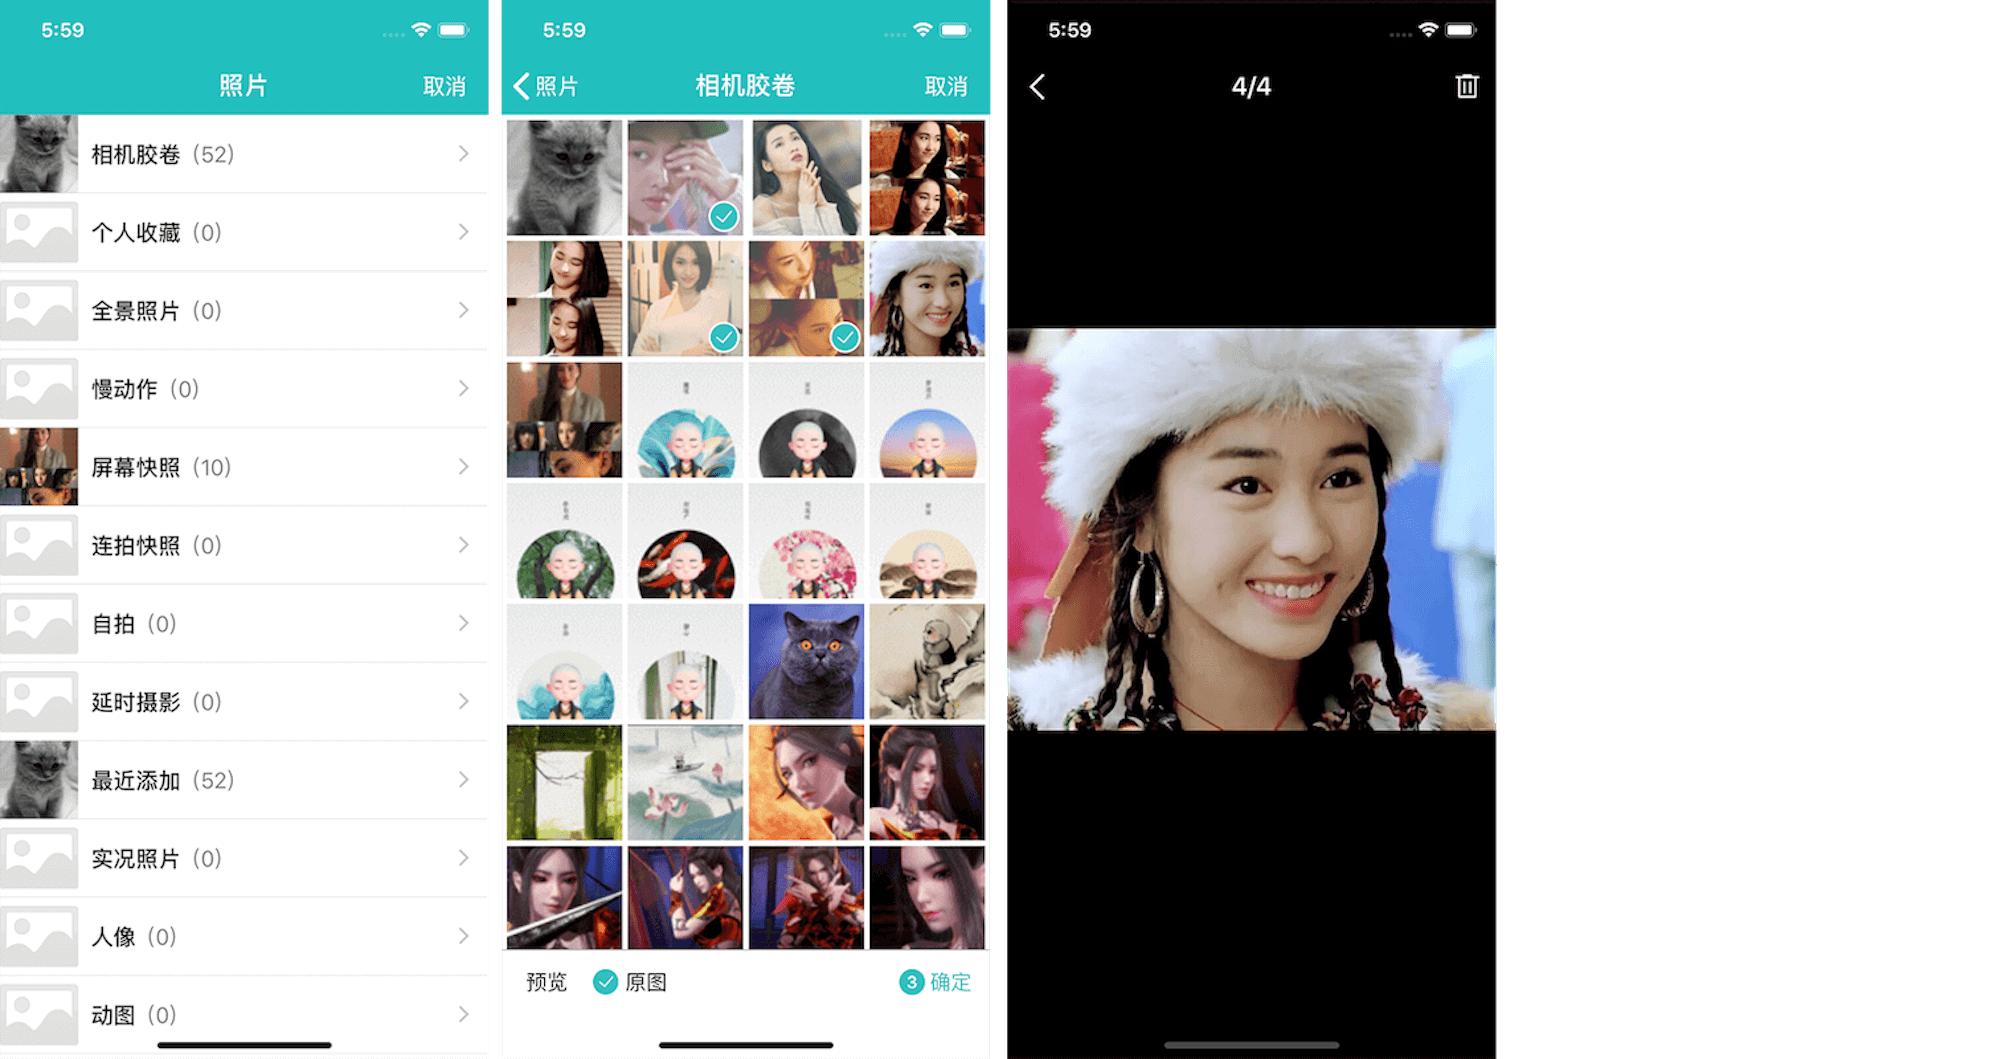 5:59
照片
取消
相机胶卷 (52)
个人收藏 (0)
全景照片 (0)
慢动作 (0)
屏幕快照 (10)
连拍快照 (0)
自拍 (0)
延时摄影 (0)
最近添加 (52)
实况照片 (0)
人像 (0)
动图 (0)
5:59
照片
相机胶卷
取消
预览
原图
3 确定
5:59
4/4